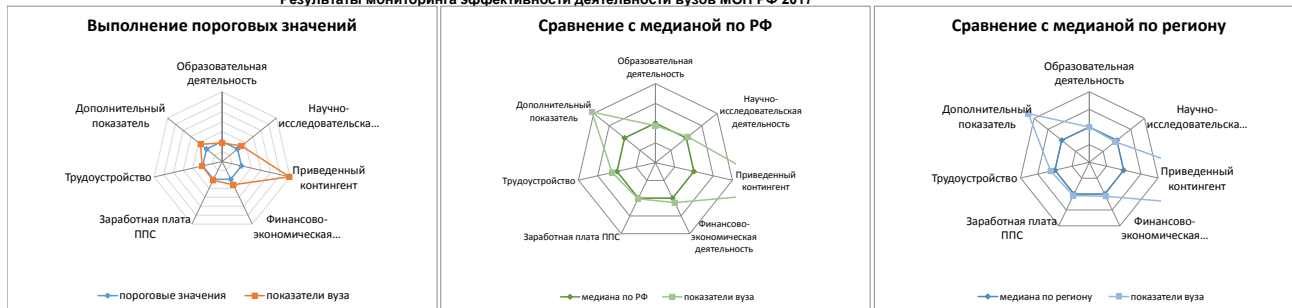 Результаты мониторинга эффективности деятельности вузов МОН РФ 2017
Выполнение пороговых значений
Образовательная
деятельность
Научно-
исследовательска...
Приведенный
контингент
Финансово-
экономическая...
Заработная плата
ППС
Трудоустройство
Дополнительный
показатель
пороговые значения
показатели вуза
Сравнение с медианой по РФ
Образовательная
деятельность
Научно-
исследовательская
деятельность
Приведенный
контингент
Финансово-
экономическая
деятельность
Заработная плата ППС
Трудоустройство
Дополнительный
показатель
медиана по РФ
показатели вуза
Сравнение с медианой по региону
Образовательная
деятельность
Научно-
исследовательска...
Приведенный
контингент
Финансово-
экономическая...
Заработная плата
ППС
Трудоустройство
Дополнительный
показатель
медиана по региону
показатели вуза